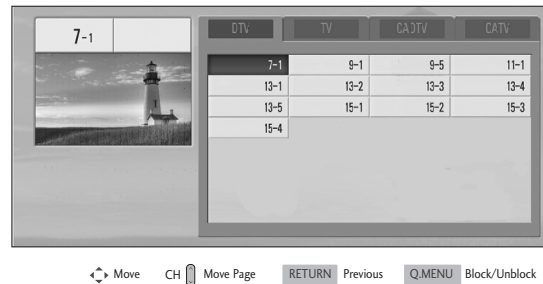 7-1
DTV TV CADTV CATV
7-1 9-1 9-5 11-1
13-1 13-2 13-3 13-4
13-5 15-1 15-2 15-3
15-4
Move CH Move Page RETURN Previous Q.MENU Block/Unblock